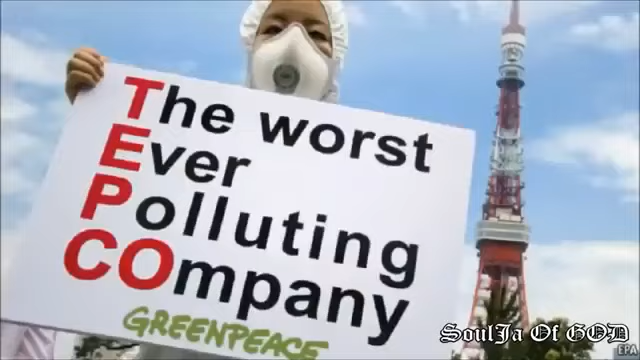 The worst
Ever
Polluting
COmpany
GREENPEACE
SoulJa Of GOD
EPA